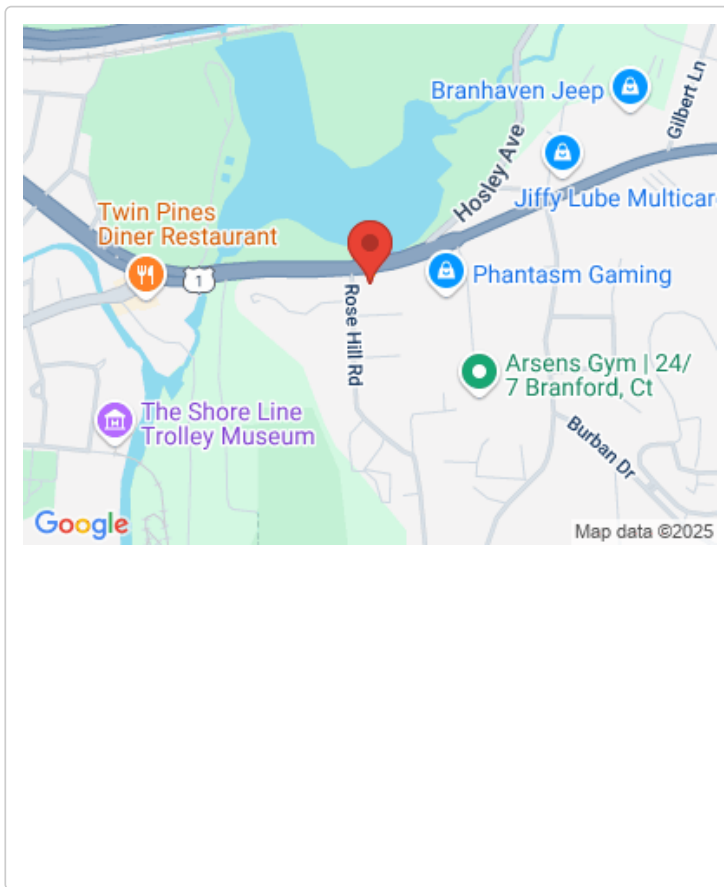 Branhaven Jeep
Gilbert Ln
Hosley Ave
Jiffy Lube Multicar
Twin Pines
Diner Restaurant
1
Phantasm Gaming
Rose Hill Rd
Arsens Gym | 24/
7 Branford, Ct
The Shore Line
Trolley Museum
Burban Dr
Google
Map data ©2025